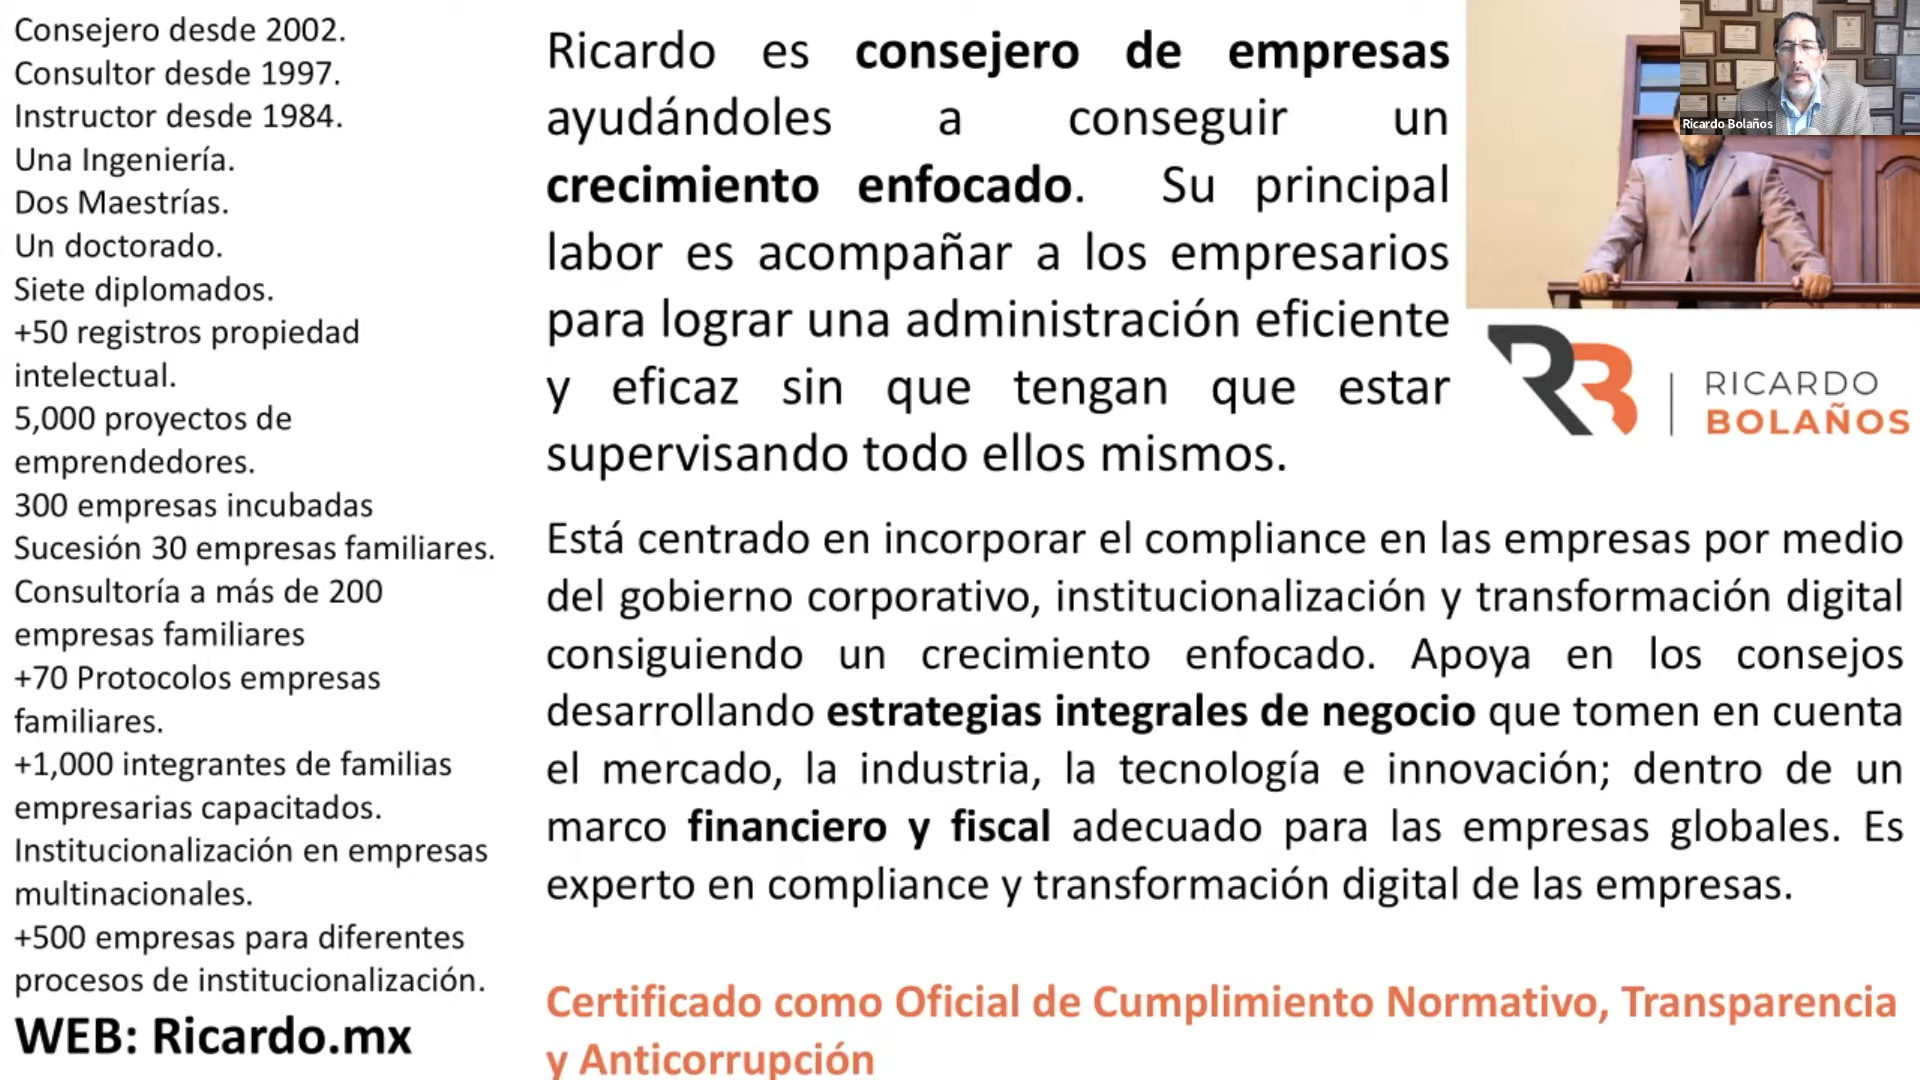 Consejero desde 2002.
Consultor desde 1997.
Instructor desde 1984.
Una Ingeniería.
Dos Maestrías.
Un doctorado.
Siete diplomados.
+50 registros propiedad
intelectual.
5,000 proyectos de
emprendedores.
300 empresas incubadas
Sucesión 30 empresas familiares.
Consultoría a más de 200
empresas familiares
+70 Protocolos empresas
familiares.
+1,000 integrantes de familias
empresarias capacitados.
Institucionalización en empresas
multinacionales.
+500 empresas para diferentes
procesos de institucionalización.
WEB: Ricardo.mx
Ricardo es consejero de empresas
ayudándoles a conseguir un
crecimiento enfocado. Su principal
labor es acompañar a los empresarios
para lograr una administración eficiente
y eficaz sin que tengan que estar
supervisando todo ellos mismos.
Está centrado en incorporar el compliance en las empresas por medio
del gobierno corporativo, institucionalización y transformación digital
consiguiendo un crecimiento enfocado. Apoya en los consejos
desarrollando estrategias integrales de negocio que tomen en cuenta
el mercado, la industria, la tecnología e innovación; dentro de un
marco financiero y fiscal adecuado para las empresas globales. Es
experto en compliance y transformación digital de las empresas.
Certificado como Oficial de Cumplimiento Normativo, Transparencia
y Anticorrupción
Ricardo Bolaños
RB
RICARDO
BOLAÑOS